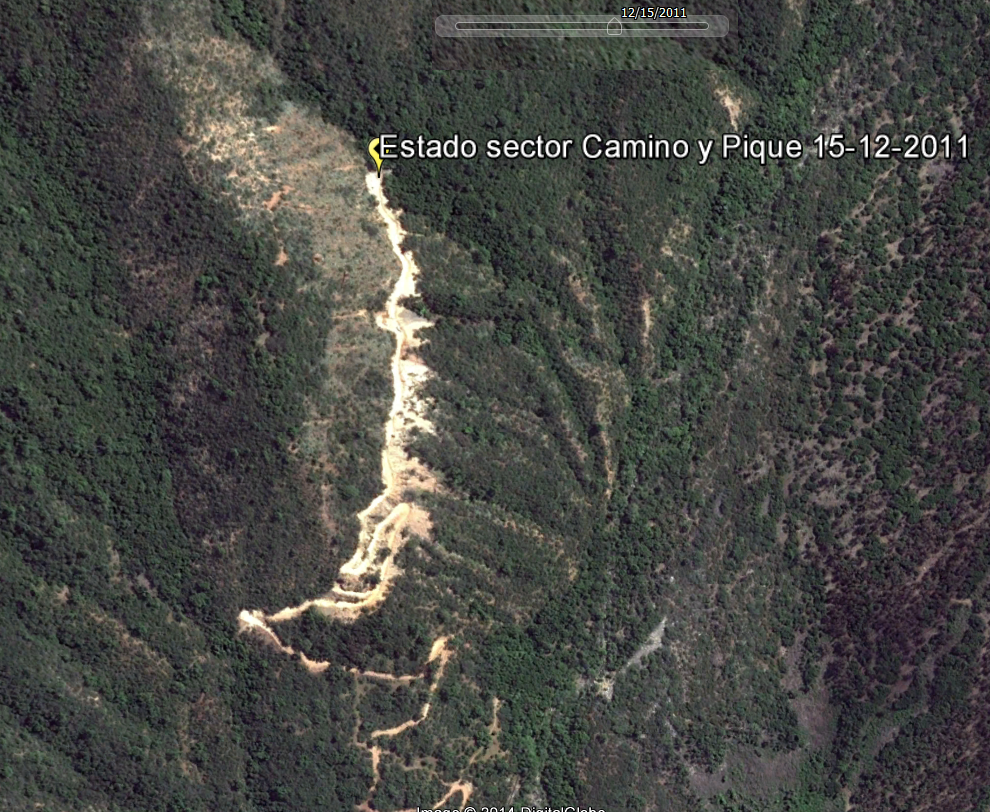 12/15/2011
Estado sector Camino y Pique 15-12-2011
Image © 2014 DigitalGlobe